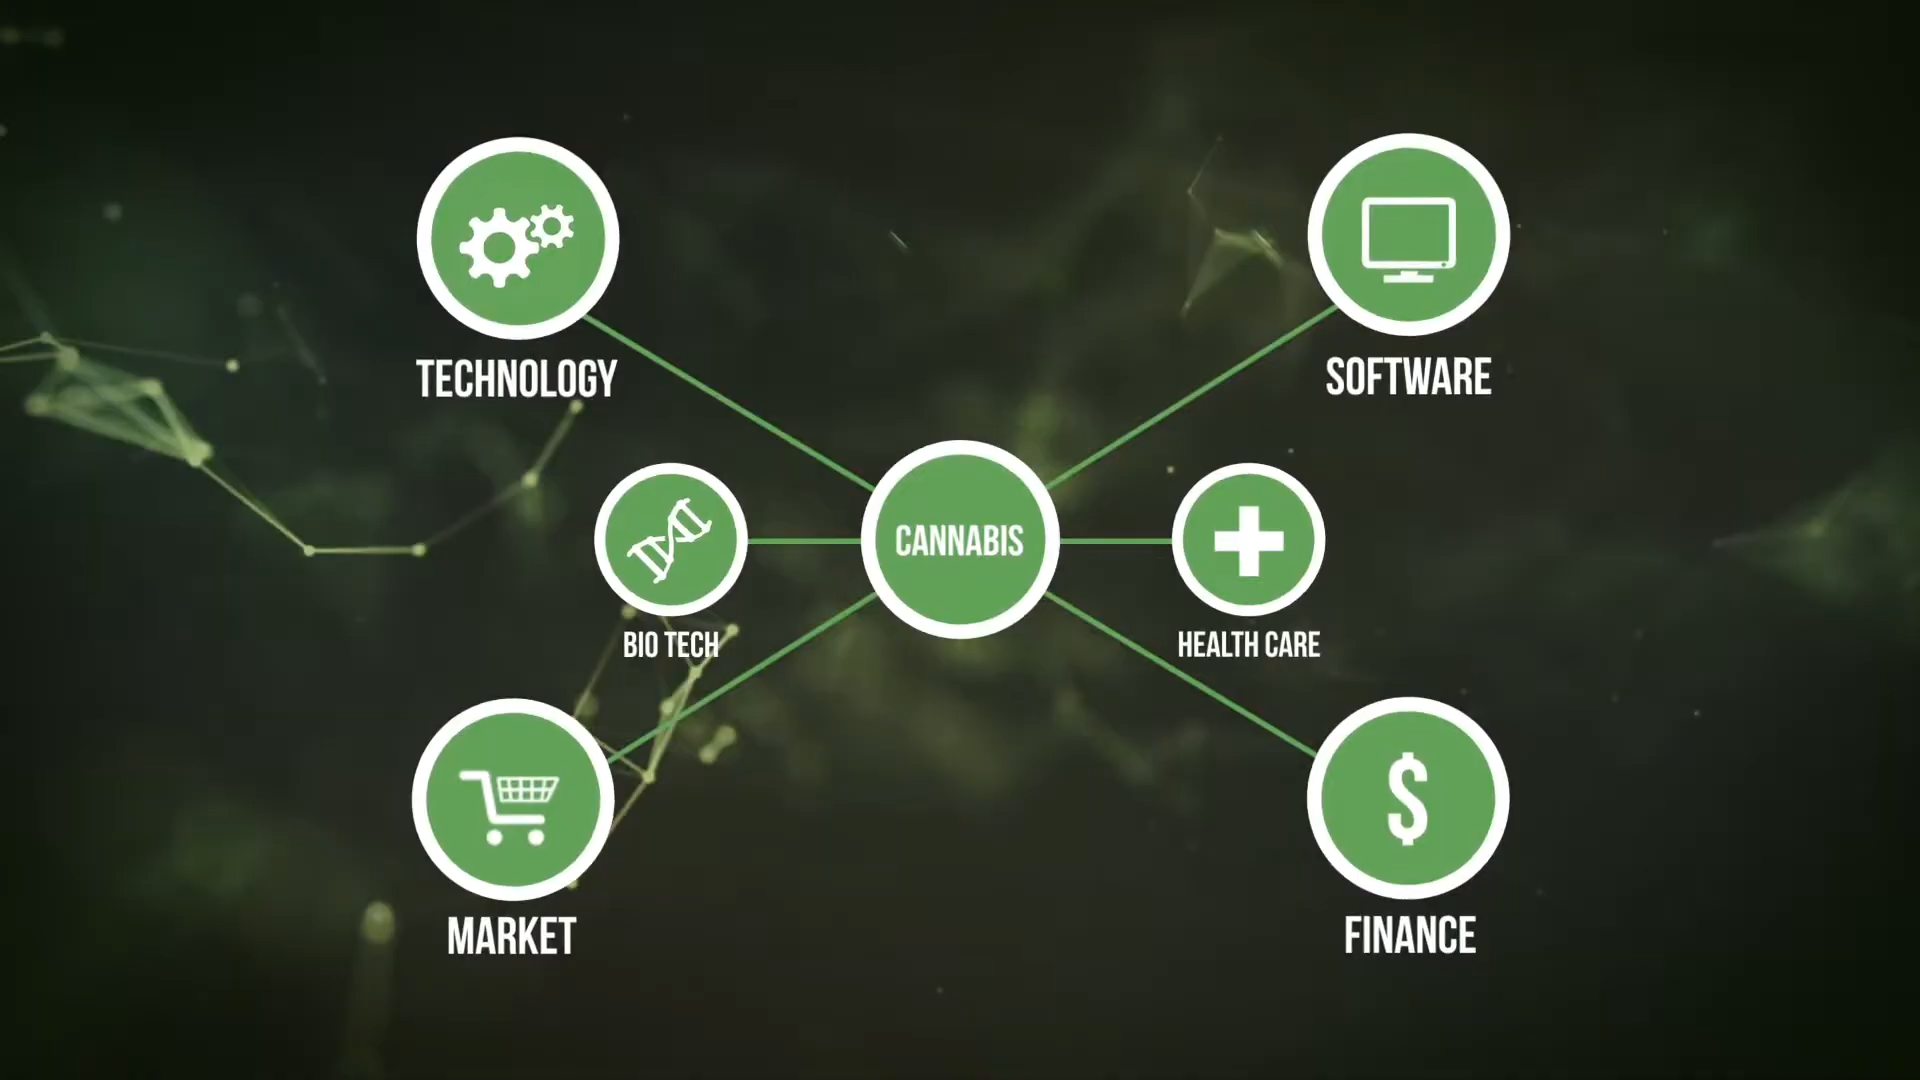 TECHNOLOGY
SOFTWARE
CANNABIS
BIO TECH
HEALTH CARE
MARKET
$
FINANCE